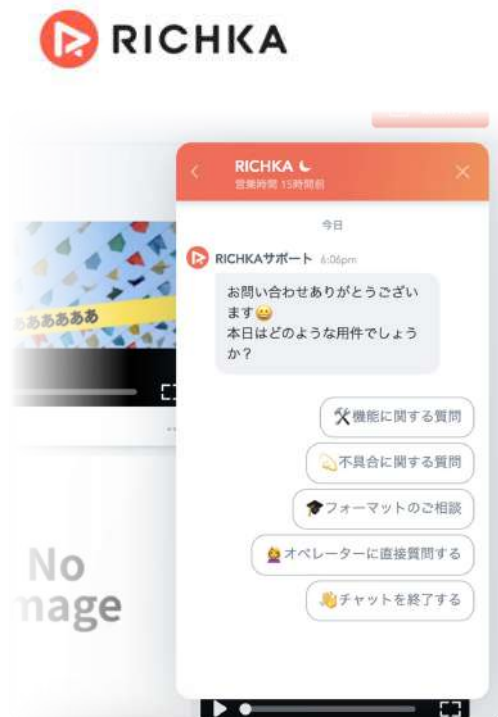 RICHKA
RICHKA
営業時間 15時間前
今日
RICHKAサポート 6:06pm
お問い合わせありがとうござい
ます😀
本日はどのような用件でしょう
か？
🛠機能に関する質問
💫不具合に関する質問
🎓フォーマットのご相談
🙋‍♀️オペレーターに直接質問する
👋チャットを終了する
ああああああ
No
mage